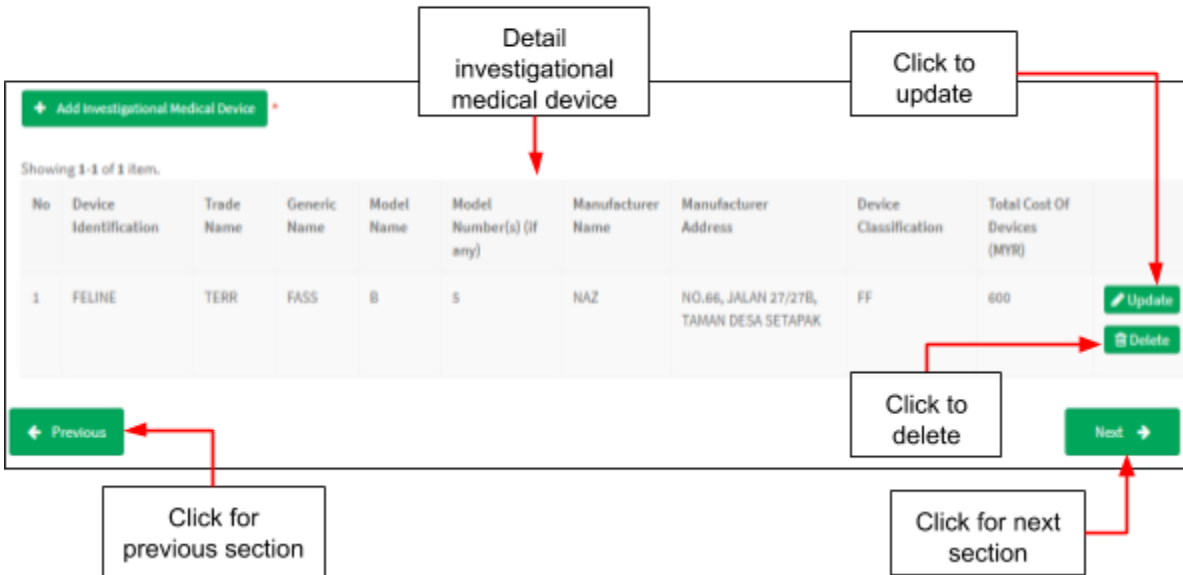 Detail
investigational
medical device
Click to
update
+ Add Investigational Medical Device *
Showing 1-1 of 1 item.
No Device Identification Trade Name Generic Name Model Name Model Number(s) (if any) Manufacturer Name Manufacturer Address Device Classification Total Cost Of Devices (MYR)
1 FELINE TERR FASS B S NAZ NO.66, JALAN 27/27B, TAMAN DESA SETAPAK FF 600
Update
Delete
Click to
delete
Previous
Next
Click for
previous section
Click for next
section